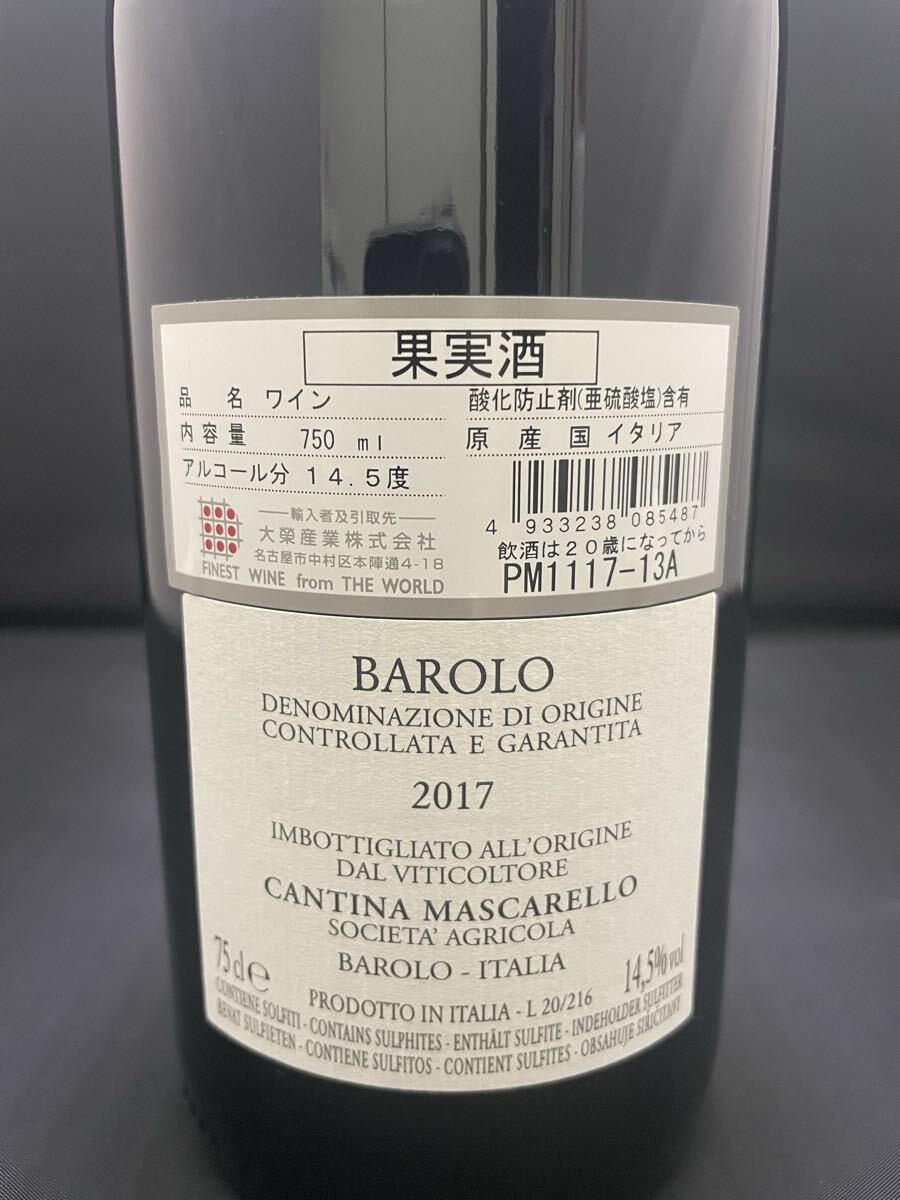 果実酒
品 名 ワイン
酸化防止剤(亜硫酸塩)含有
内容量 750 ml
原 産 国 イタリア
アルコール分 14.5度
4 933238 085487
輸入者及引取先
大榮産業株式会社
名古屋市中村区本陣通4-18
FINEST WINE from THE WORLD
飲酒は20歳になってから
PM1117-13A
BAROLO
DENOMINAZIONE DI ORIGINE
CONTROLLATA E GARANTITA
2017
IMBOTTIGLIATO ALL'ORIGINE
DAL VITICOLTORE
CANTINA MASCARELLO
SOCIETA' AGRICOLA
BAROLO - ITALIA
75cl e
14,5% vol
PRODOTTO IN ITALIA - L 20/216
CONTIENE SOLFITI - CONTAINS SULPHITES - ENTHÄLT SULFITE - INDEHOLDER SULFITTER
BEVAT SULFIETEN - CONTIENE SULFITOS - CONTIENT SULFITES - OBSAHUJE SIRIČITANT